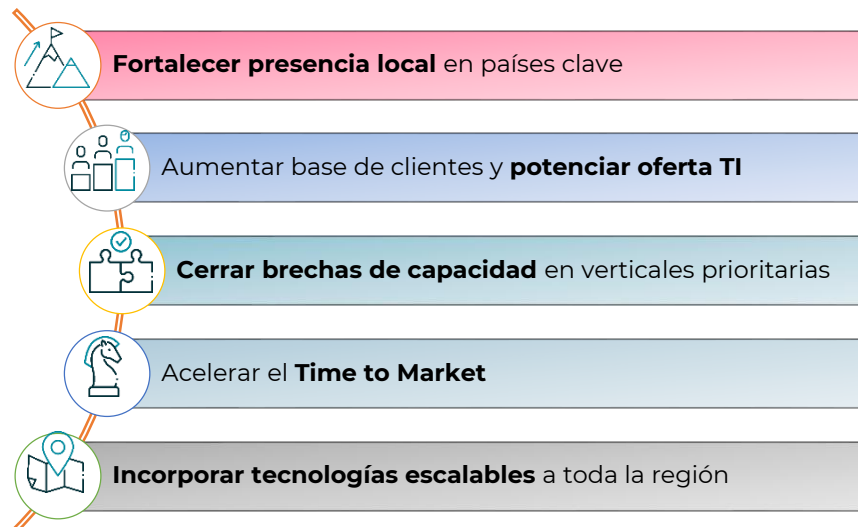 Fortalecer presencia local en países clave
Aumentar base de clientes y potenciar oferta TI
Cerrar brechas de capacidad en verticales prioritarias
Acelerar el Time to Market
Incorporar tecnologías escalables a toda la región